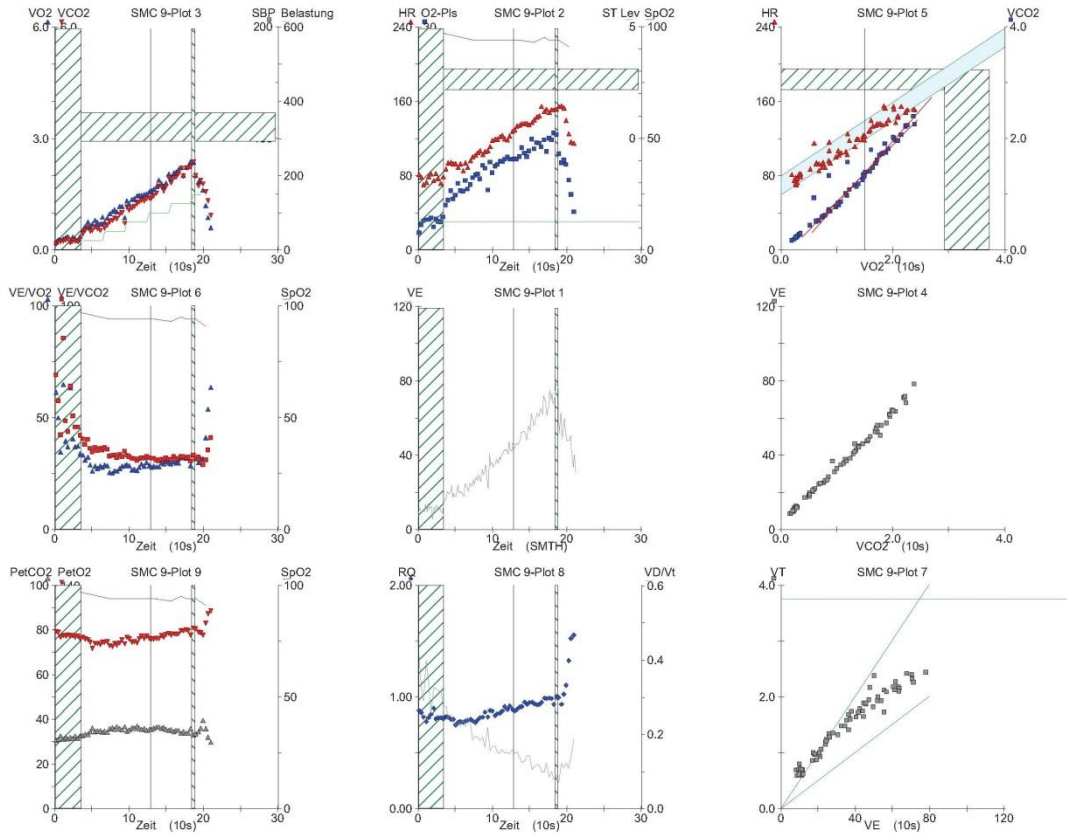 VO2 VCO2 SMC 9-Plot 3 SBP Belastung
6.0 200 600
450
3.0 100 300
150
0.0 0 0
0 10 20 30
Zeit (10s)
HR O2-Pls SMC 9-Plot 2 ST Lev SpO2
240 30 5 100
160
0 50
80
0 0
0 10 20 30
Zeit (10s)
HR SMC 9-Plot 5 VCO2
240 4.0
160
2.0
80
0 0.0
0.0 2.0 4.0
VO2 (10s)
VE/VO2 VE/VCO2 SMC 9-Plot 6 SpO2
100 100 100
50 50
0 0
0 10 20 30
Zeit (10s)
VE SMC 9-Plot 1
120
80
40
0
0 10 20 30
Zeit (SMTH)
VE SMC 9-Plot 4
120
80
40
0
0.0 2.0 4.0
VCO2 (10s)
PetCO2 PetO2 SMC 9-Plot 9 SpO2
100 140 100
80
60
50
40
20
0 0
0 10 20 30
Zeit (10s)
RQ SMC 9-Plot 8 VD/Vt
2.00 0.6
0.4
1.00
0.2
0.00 0.0
0 10 20 30
Zeit (10s)
VT SMC 9-Plot 7
4.0
2.0
0.0
0 40 80 120
VE (10s)